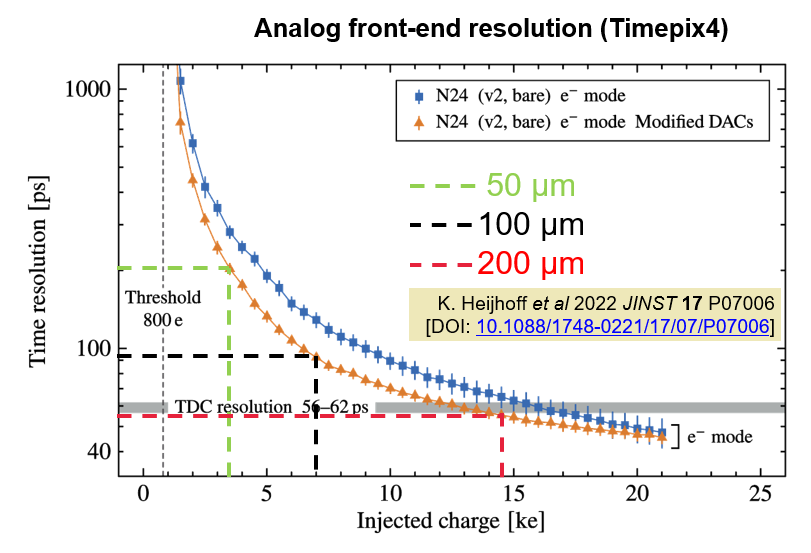 Analog front-end resolution (Timepix4)
1000
100
40
Time resolution [ps]
N24 (v2, bare) e⁻ mode
N24 (v2, bare) e⁻ mode Modified DACs
50 µm
100 µm
200 µm
K. Heijhoff et al 2022 JINST 17 P07006
[DOI: 10.1088/1748-0221/17/07/P07006]
Threshold
800 e
TDC resolution 56–62 ps
e⁻ mode
0 5 10 15 20 25
Injected charge [ke]